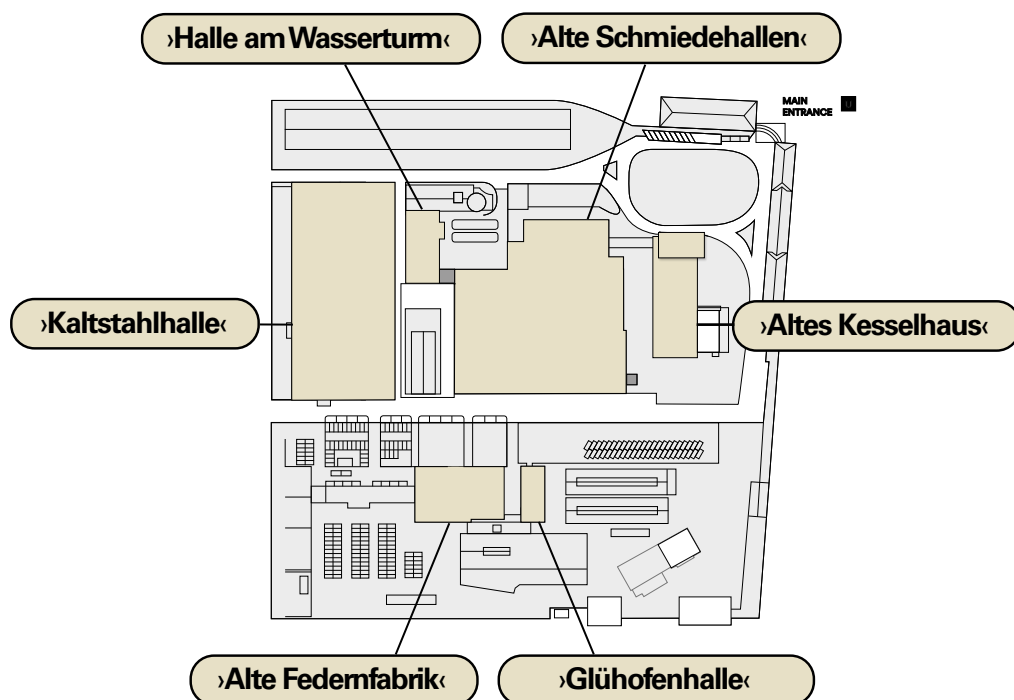 ›Halle am Wasserturm‹
›Alte Schmiedehallen‹
MAIN
ENTRANCE
U
›Kaltstahlhalle‹
›Altes Kesselhaus‹
›Alte Federnfabrik‹
›Glühofenhalle‹